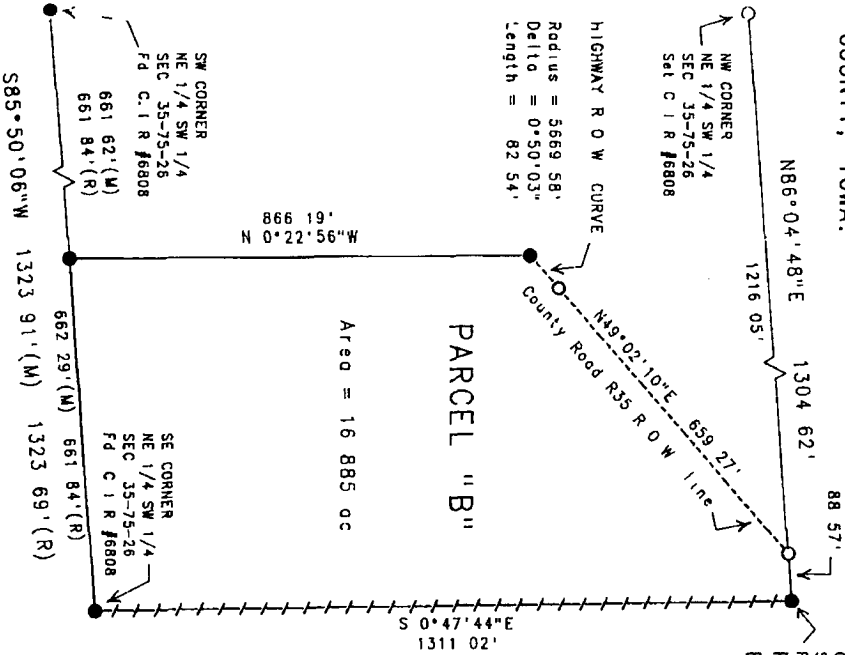 COUNTY, IOWA.
N86°04'48"E 1304 62'
1216 05'
88 57'
NW CORNER
NE 1/4 SW 1/4
SEC 35-75-26
Set C I R #6808
HIGHWAY R O W CURVE
Radius = 5669 58'
Delta = 0°50'03"
Length = 82 54'
N49°02'10"E 659 27'
County Road R35 R O W line
866 19'
N 0°22'56"W
PARCEL "B"
Area = 16 885 ac
S 0°47'44"E
1311 02'
SW CORNER
NE 1/4 SW 1/4
SEC 35-75-26
Fd C.I R #6808
661 62'(M)
661 84'(R)
SE CORNER
NE 1/4 SW 1/4
SEC 35-75-26
Fd C I R #6808
662 29'(M) 661 84'(R)
S85°50'06"W 1323 91'(M) 1323 69'(R)